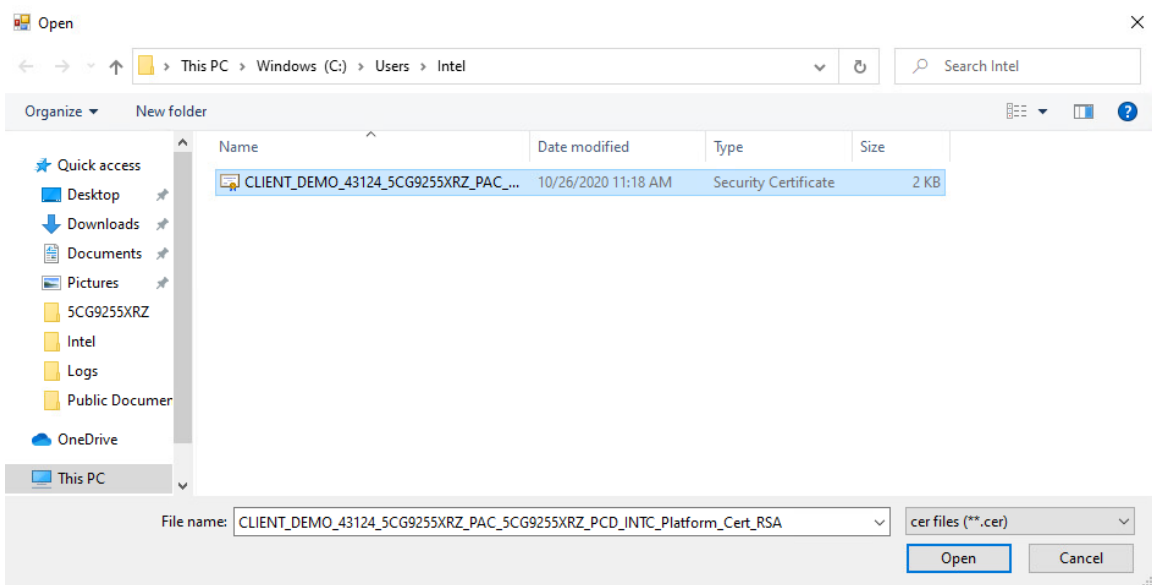 Open
This PC > Windows (C:) > Users > Intel
Search Intel
Organize
New folder
Name
Date modified
Type
Size
CLIENT_DEMO_43124_5CG9255XRZ_PAC_... 10/26/2020 11:18 AM Security Certificate 2 KB
Quick access
Desktop
Downloads
Documents
Pictures
5CG9255XRZ
Intel
Logs
Public Documen
OneDrive
This PC
File name: CLIENT_DEMO_43124_5CG9255XRZ_PAC_5CG9255XRZ_PCD_INTC_Platform_Cert_RSA
cer files (**.cer)
Open
Cancel